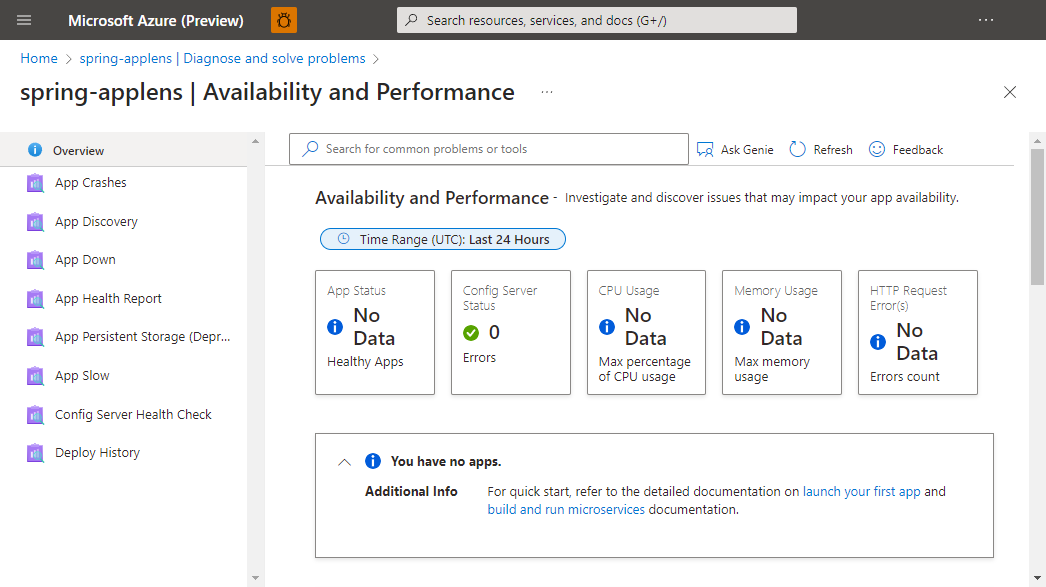 Microsoft Azure (Preview)
Search resources, services, and docs (G+/)
Home > spring-applens | Diagnose and solve problems >
spring-applens | Availability and Performance
Overview
App Crashes
App Discovery
App Down
App Health Report
App Persistent Storage (Depr...
App Slow
Config Server Health Check
Deploy History
Search for common problems or tools
Ask Genie
Refresh
Feedback
Availability and Performance - Investigate and discover issues that may impact your app availability.
Time Range (UTC): Last 24 Hours
App Status
No
Data
Healthy Apps
Config Server
Status
0
Errors
CPU Usage
No
Data
Max percentage
of CPU usage
Memory Usage
No
Data
Max memory
usage
HTTP Request
Error(s)
No
Data
Errors count
You have no apps.
Additional Info
For quick start, refer to the detailed documentation on launch your first app and
build and run microservices documentation.